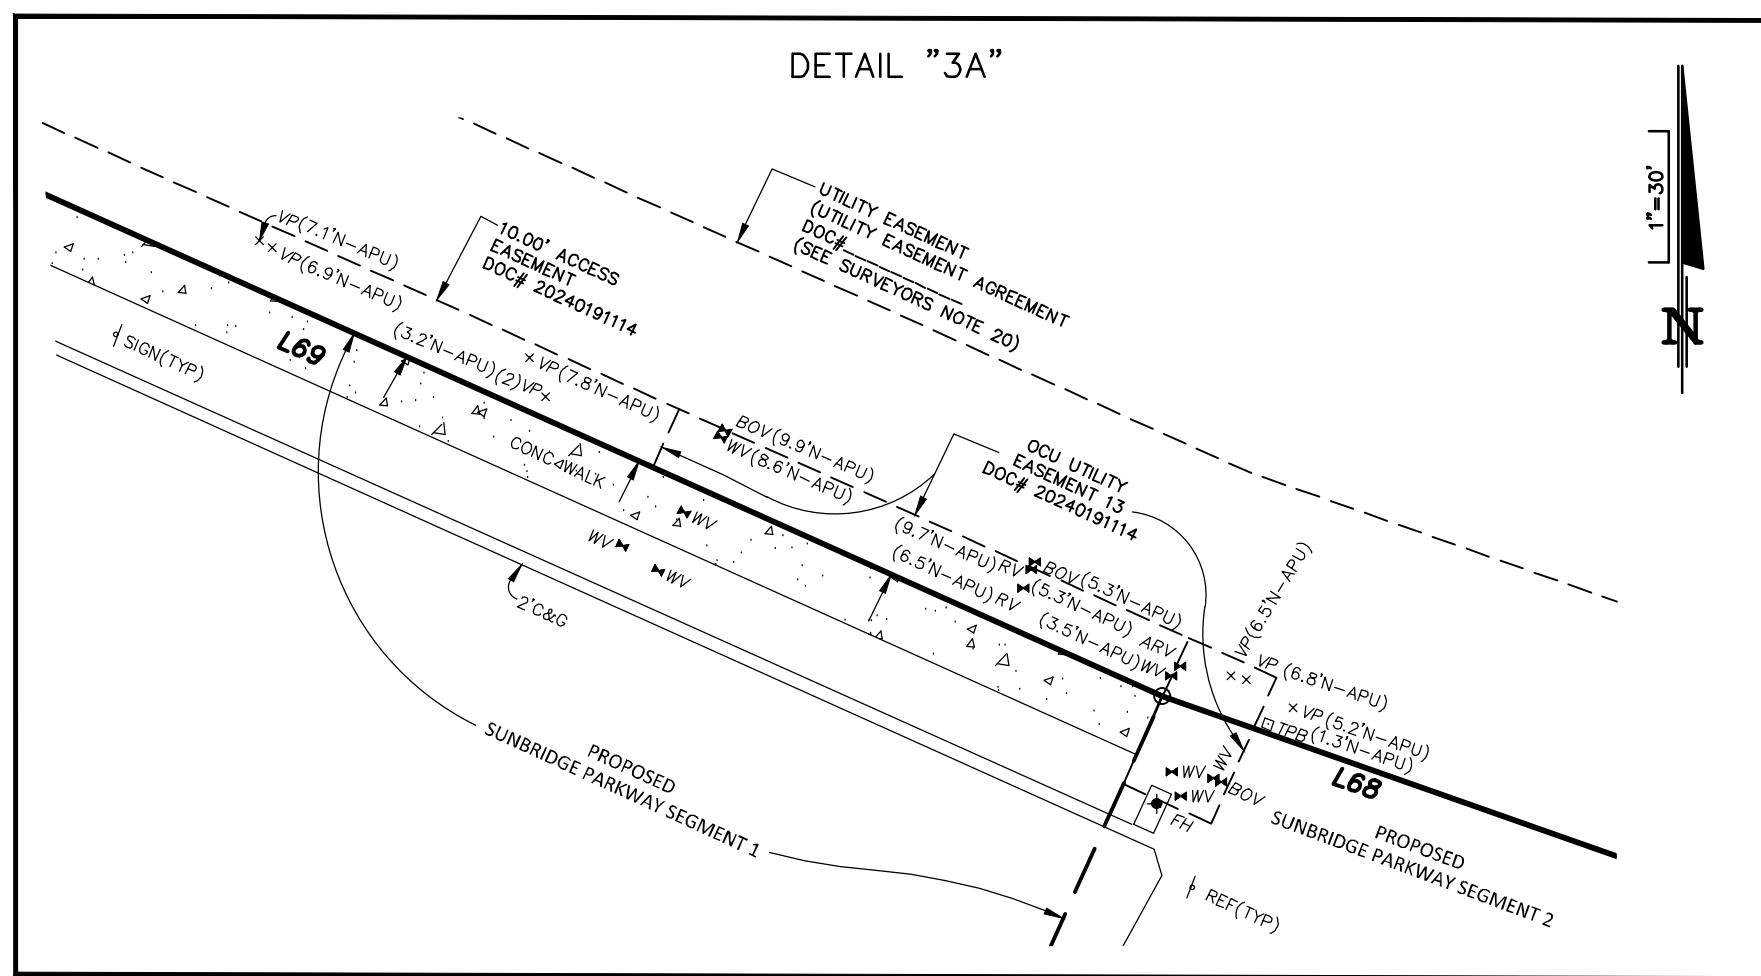 DETAIL "3A"
1"=30'
N
UTILITY EASEMENT
(UTILITY EASEMENT AGREEMENT
DOC#____________
(SEE SURVEYORS NOTE 20)
VP(7.1'N-APU)
VP(6.9'N-APU)
10.00' ACCESS
EASEMENT
DOC# 20240191114
SIGN(TYP)
L69
(3.2'N-APU)(2)VP
VP(7.8'N-APU)
BOV(9.9'N-APU)
WV(8.6'N-APU)
OCU UTILITY
EASEMENT 13
DOC# 20240191114
CONC WALK
WV
WV
WV
2'C&G
(9.7'N-APU)RV
(6.5'N-APU)RV
BOV(5.3'N-APU)
(5.3'N-APU) ARV
(3.5'N-APU)WV
VP(6.5'N-APU)
VP (6.8'N-APU)
VP(5.2'N-APU)
TPB(1.3'N-APU)
L68
WV
WV
WV
BOV
FH
PROPOSED
SUNBRIDGE PARKWAY SEGMENT 1
PROPOSED
SUNBRIDGE PARKWAY SEGMENT 2
REF(TYP)